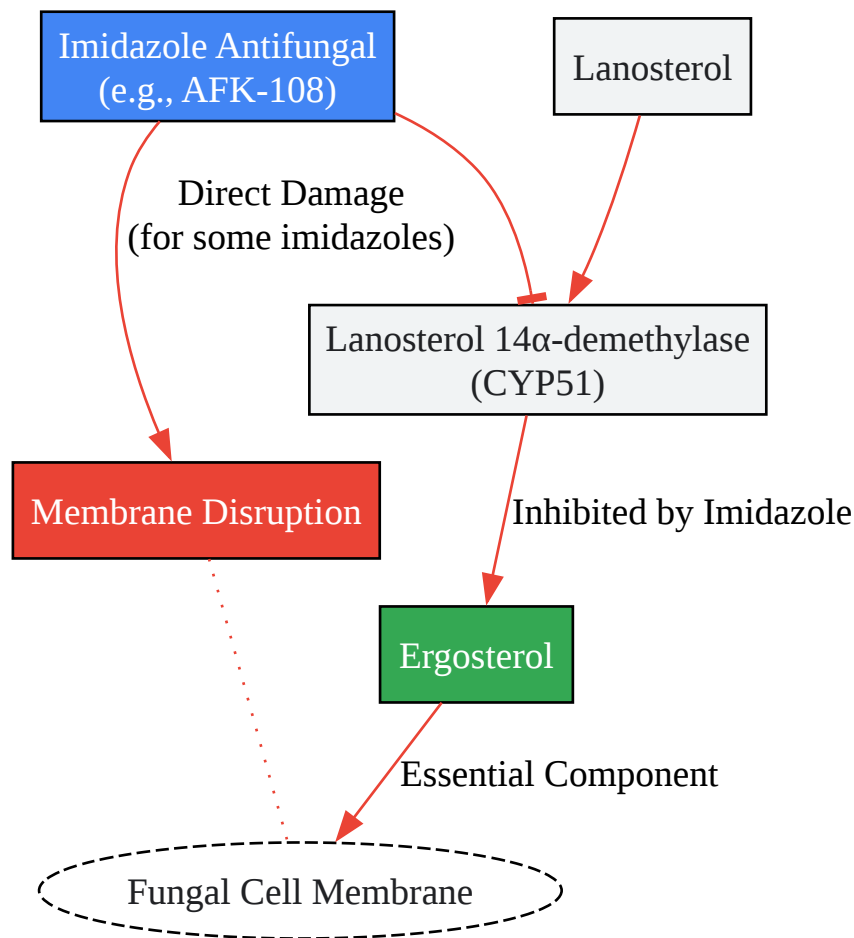 Imidazole Antifungal
(e.g., AFK-108)
Lanosterol
Direct Damage
(for some imidazoles)
Lanosterol 14α-demethylase
(CYP51)
Membrane Disruption
Inhibited by Imidazole
Ergosterol
Essential Component
Fungal Cell Membrane